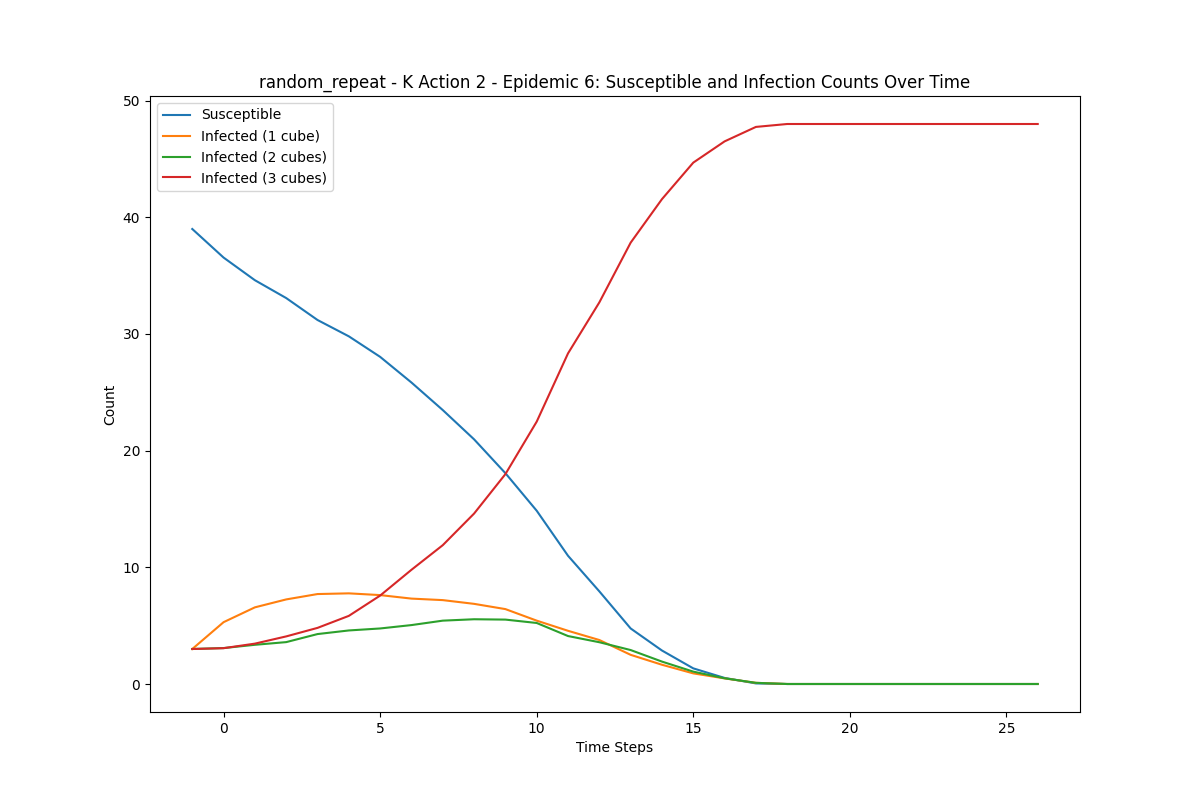 random_repeat - K Action 2 - Epidemic 6: Susceptible and Infection Counts Over Time
Susceptible
Infected (1 cube)
Infected (2 cubes)
Infected (3 cubes)
50
40
30
20
10
0
Count
0 5 10 15 20 25
Time Steps